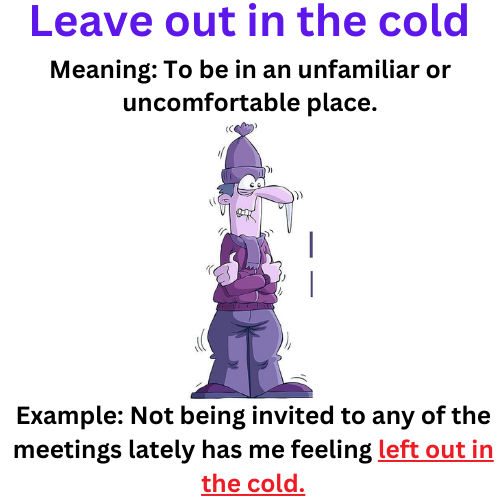 Leave out in the cold
Meaning: To be in an unfamiliar or
uncomfortable place.
Example: Not being invited to any of the
meetings lately has me feeling left out in
the cold.